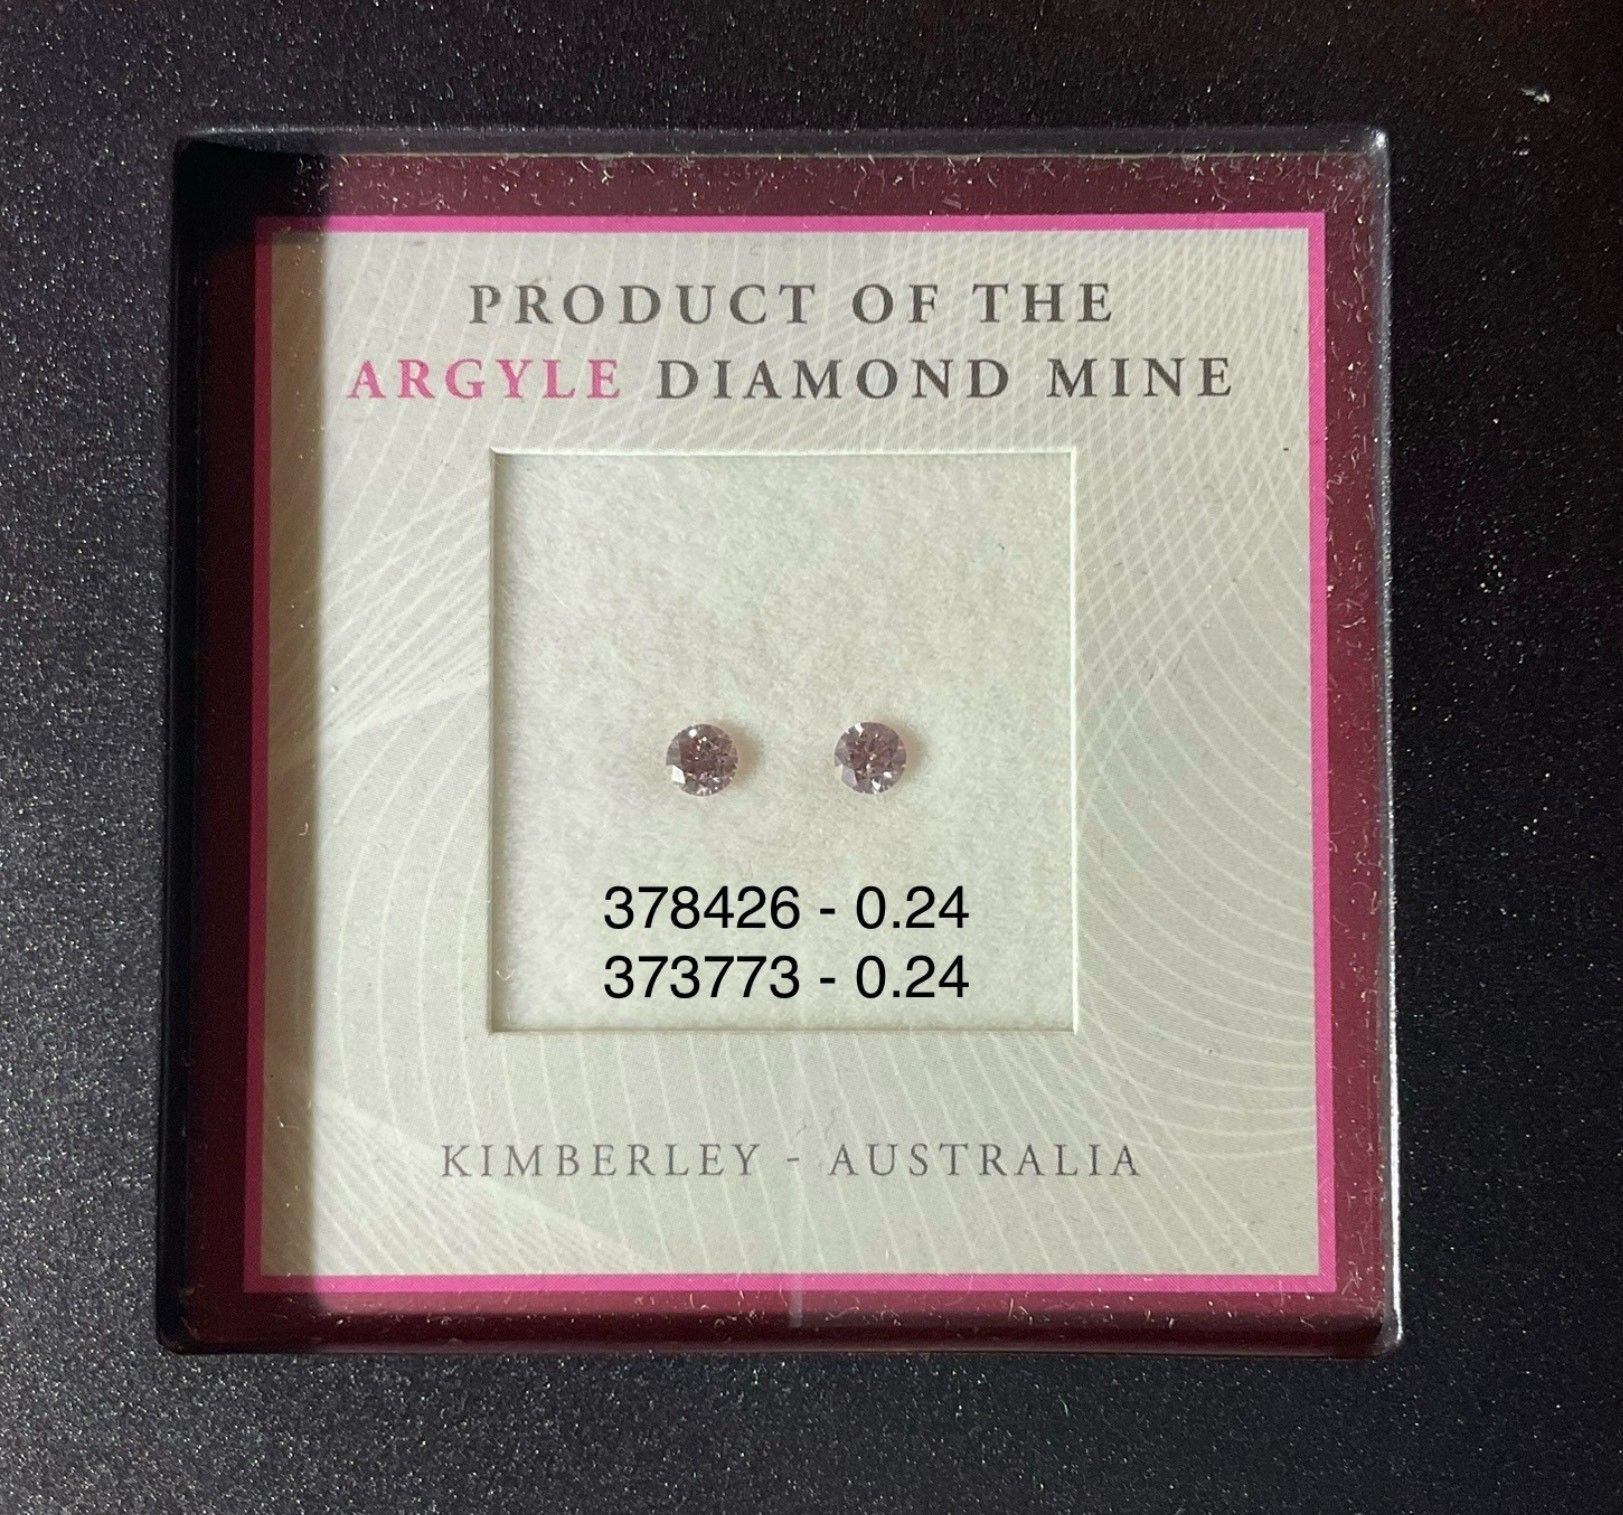 PRODUCT OF THE
ARGYLE DIAMOND MINE
378426 - 0.24
373773 - 0.24
KIMBERLEY - AUSTRALIA